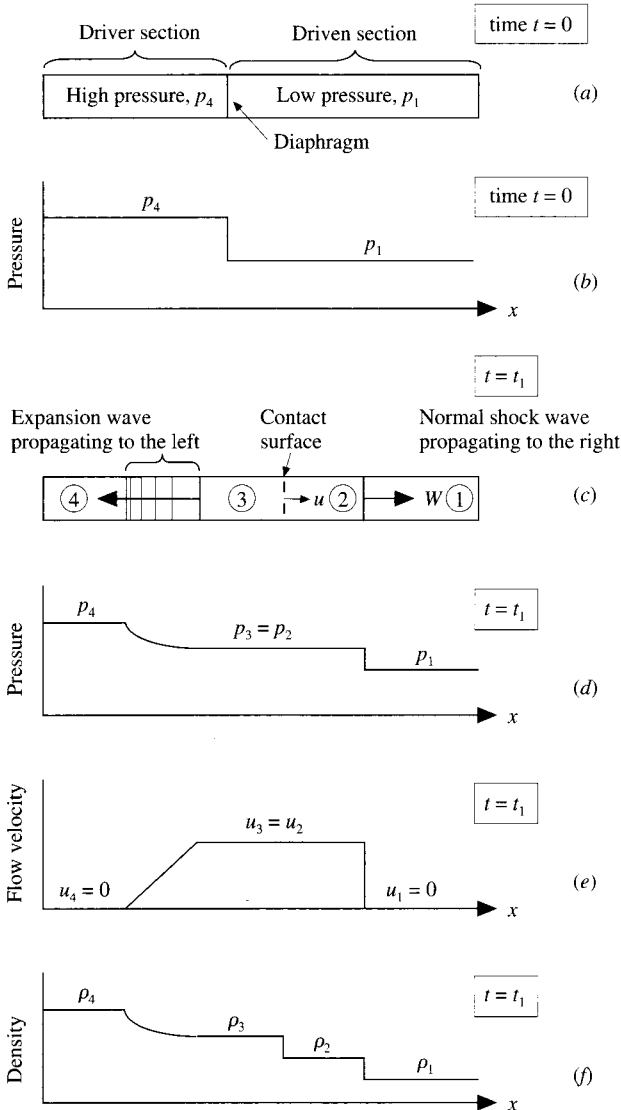 time t = 0
Driver section Driven section
High pressure, p₄ Low pressure, p₁ (a)
Diaphragm
time t = 0
p₄
p₁
Pressure
(b)
x
t = t₁
Expansion wave propagating to the left
Contact surface
Normal shock wave propagating to the right
4 3 u 2 W 1 (c)
t = t₁
p₄
p₃ = p₂
p₁
Pressure
(d)
x
t = t₁
u₃ = u₂
Flow velocity
u₄ = 0 u₁ = 0 (e)
x
t = t₁
ρ₄
ρ₃
ρ₂
ρ₁
Density
(f)
x